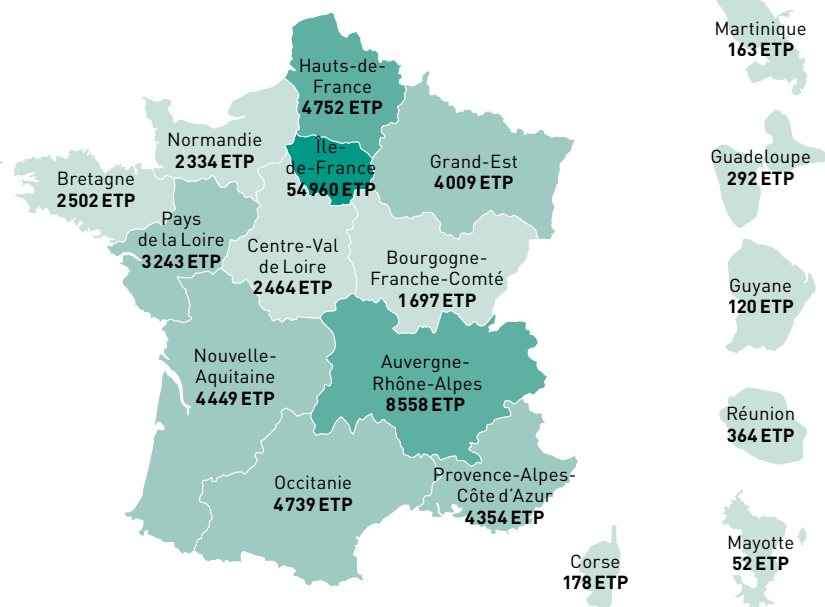 Hauts-de-
France
4752 ETP
Île-
de-France
54960 ETP
Normandie
2334 ETP
Bretagne
2502 ETP
Grand-Est
4009 ETP
Pays
de la Loire
3243 ETP
Centre-Val
de Loire
2464 ETP
Bourgogne-
Franche-Comté
1697 ETP
Nouvelle-
Aquitaine
4449 ETP
Auvergne-
Rhône-Alpes
8558 ETP
Occitanie
4739 ETP
Provence-Alpes-
Côte d'Azur
4354 ETP
Corse
178 ETP
Martinique
163 ETP
Guadeloupe
292 ETP
Guyane
120 ETP
Réunion
364 ETP
Mayotte
52 ETP